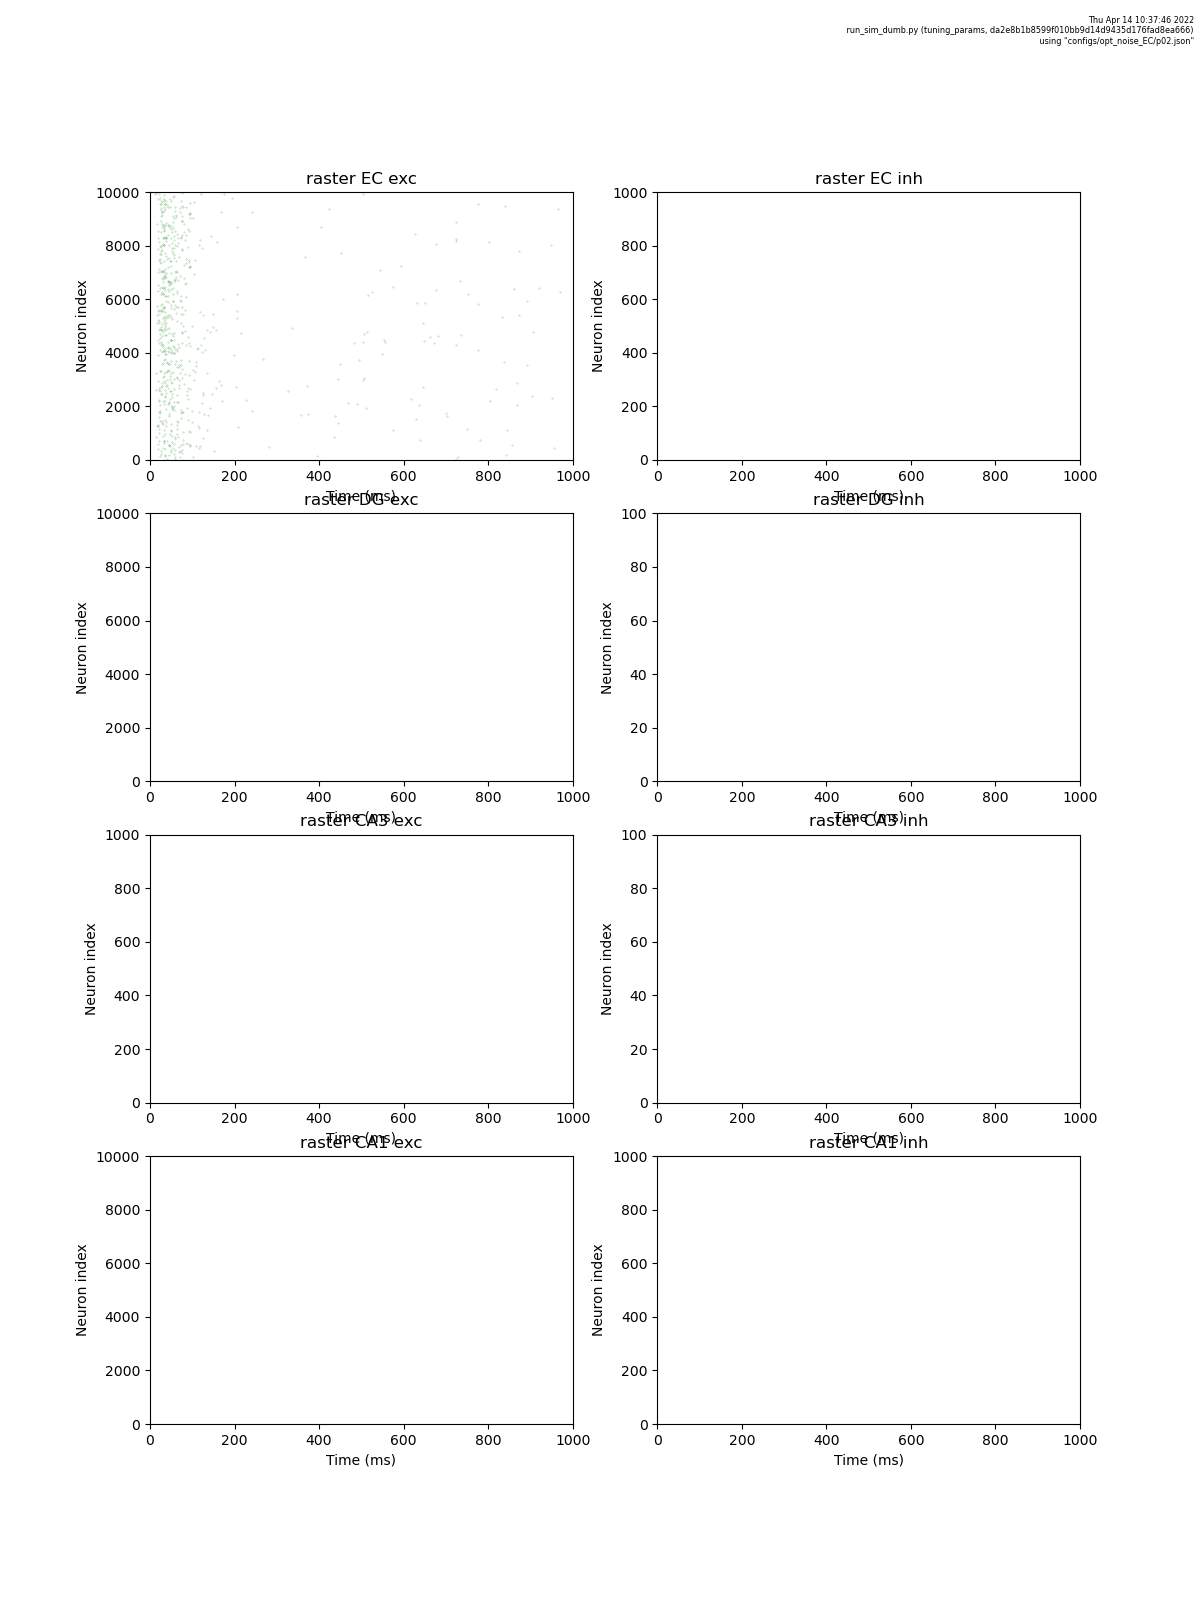 Thu Apr 14 10:37:46 2022
run_sim_dumb.py (tuning_params, da2e8b1b8599f010bb9d14d9435d176fad8ea666)
using "configs/opt_noise_EC/p02.json"
raster EC exc
10000
8000
6000
4000
2000
0
Neuron index
0 200 400 600 800 1000
Time (ms)
raster EC inh
1000
800
600
400
200
0
Neuron index
0 200 400 600 800 1000
Time (ms)
raster DG exc
10000
8000
6000
4000
2000
0
Neuron index
0 200 400 600 800 1000
Time (ms)
raster DG inh
100
80
60
40
20
0
Neuron index
0 200 400 600 800 1000
Time (ms)
raster CA3 exc
1000
800
600
400
200
0
Neuron index
0 200 400 600 800 1000
Time (ms)
raster CA3 inh
100
80
60
40
20
0
Neuron index
0 200 400 600 800 1000
Time (ms)
raster CA1 exc
10000
8000
6000
4000
2000
0
Neuron index
0 200 400 600 800 1000
Time (ms)
raster CA1 inh
1000
800
600
400
200
0
Neuron index
0 200 400 600 800 1000
Time (ms)